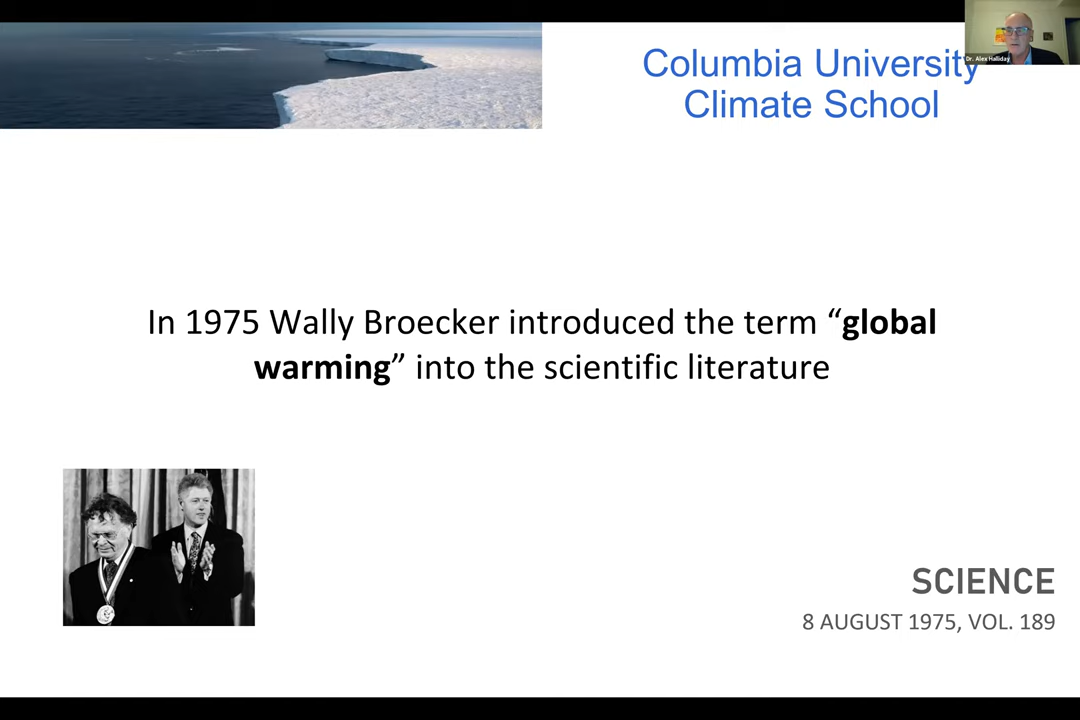 Columbia University
Climate School
Dr. Alex Halliday
In 1975 Wally Broecker introduced the term “global
warming” into the scientific literature
SCIENCE
8 AUGUST 1975, VOL. 189